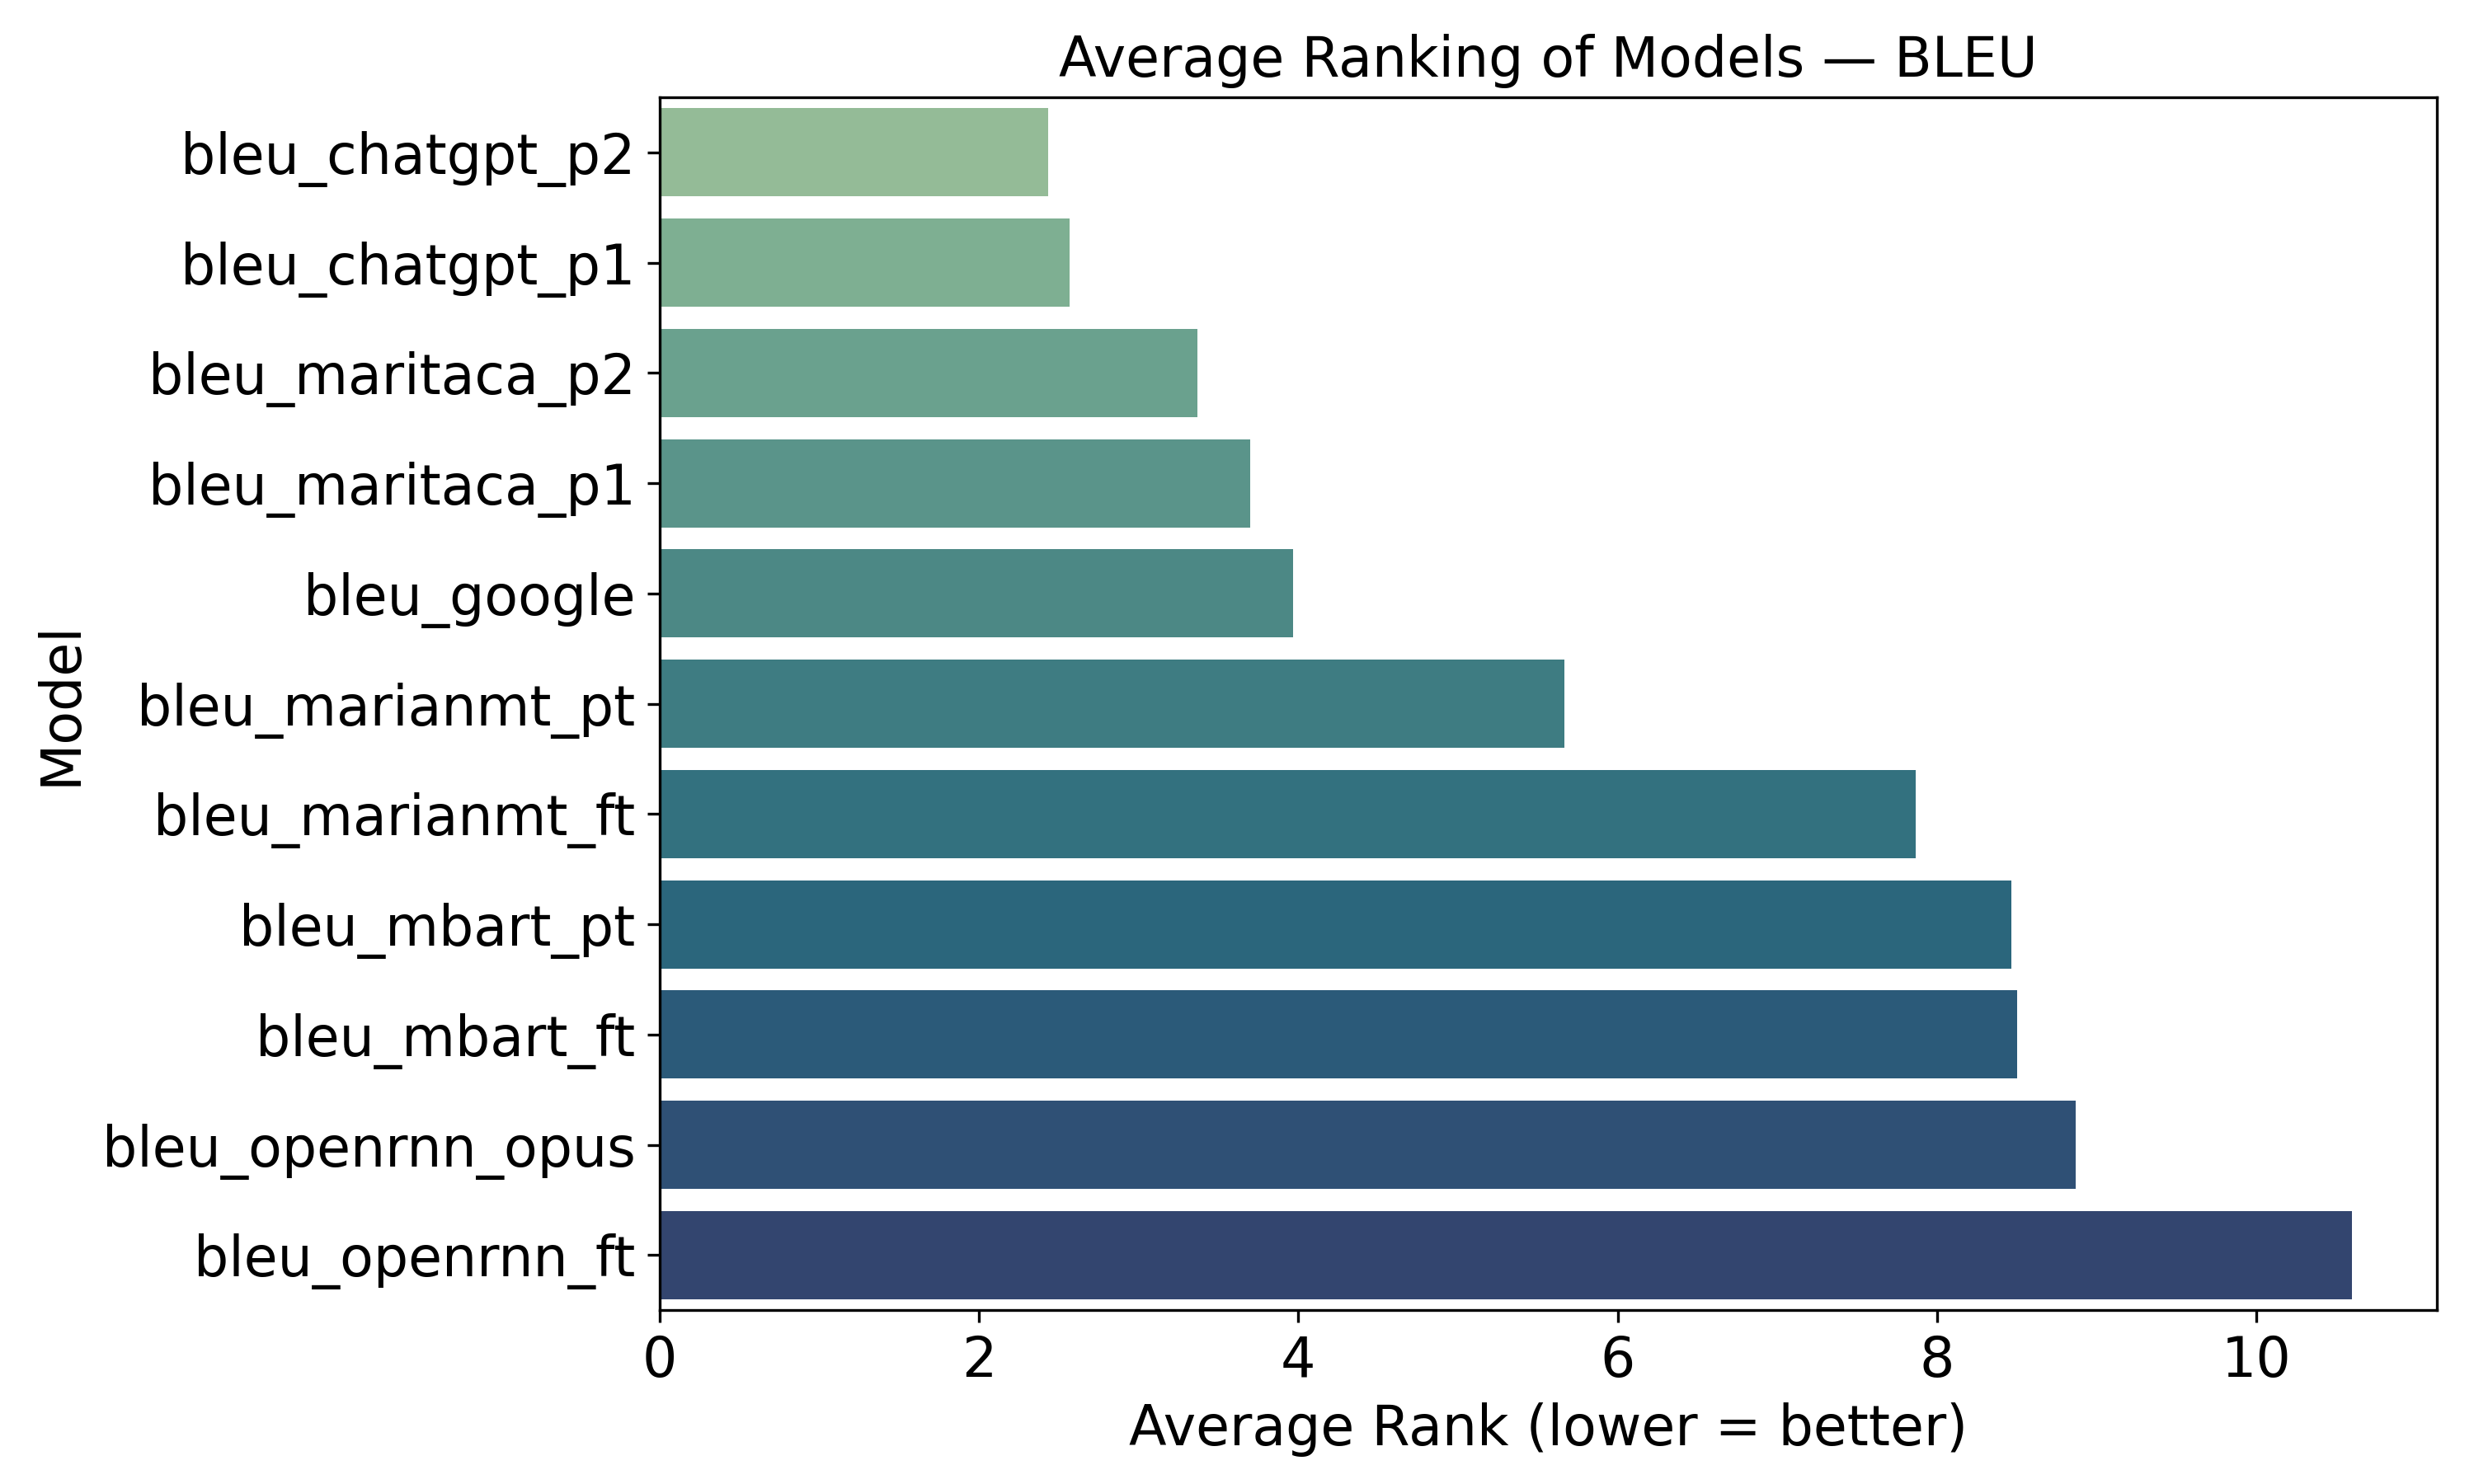 Average Ranking of Models — BLEU
bleu_chatgpt_p2
bleu_chatgpt_p1
bleu_maritaca_p2
bleu_maritaca_p1
bleu_google
bleu_marianmt_pt
bleu_marianmt_ft
bleu_mbart_pt
bleu_mbart_ft
bleu_openrnn_opus
bleu_openrnn_ft
Model
0 2 4 6 8 10
Average Rank (lower = better)